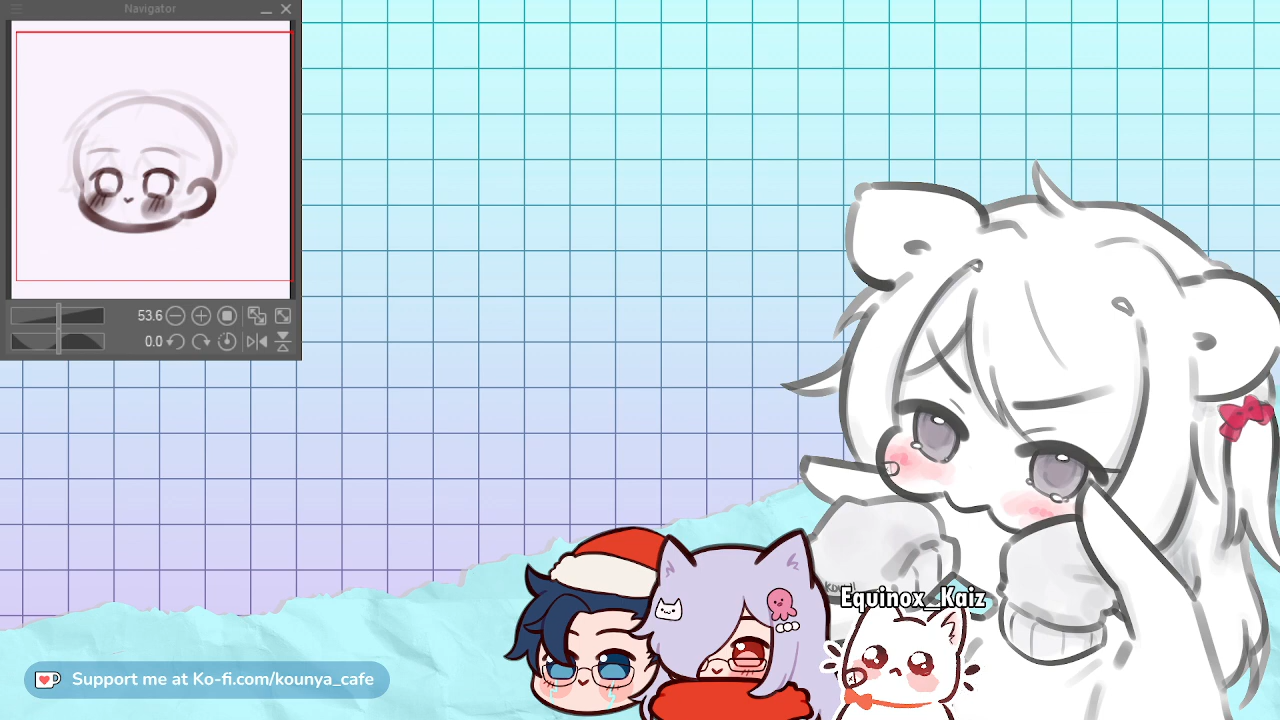 Navigator
53.6
0.0
Equinox_Kaiz
Support me at Ko-fi.com/kounya_cafe